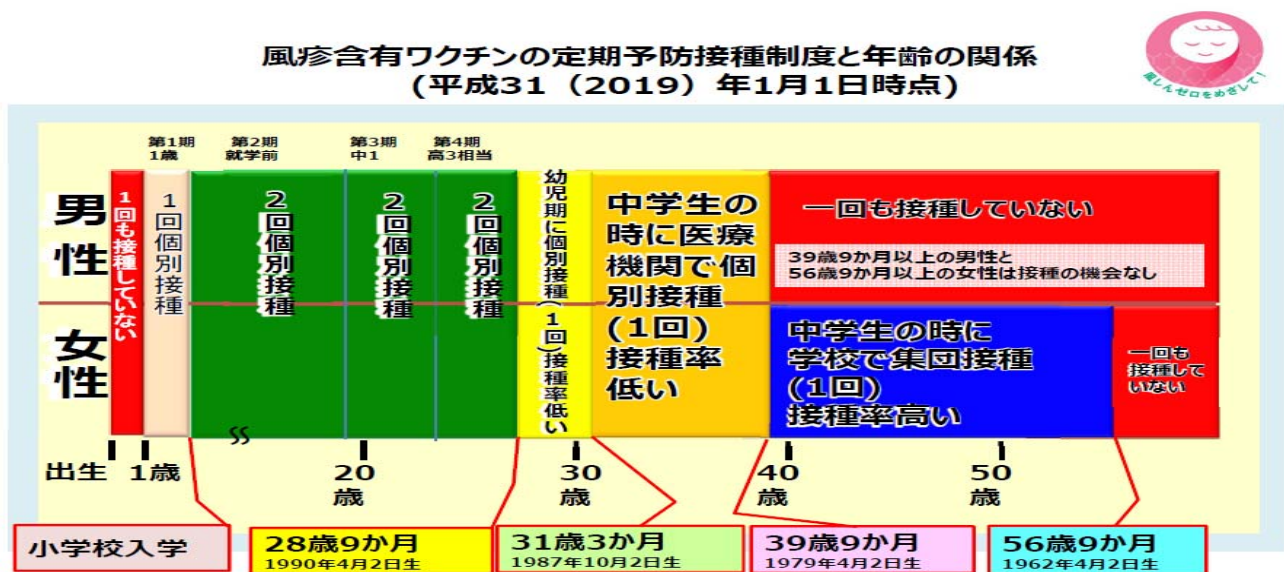 風疹含有ワクチンの定期予防接種制度と年齢の関係
(平成31（2019）年1月1日時点)
風しんゼロをめざして！
第1期
1歳
第2期
就学前
第3期
中1
第4期
高3相当
男性
女性
1回も接種していない
1回個別接種
2回個別接種
2回個別接種
2回個別接種
幼児期に個別接種(1回)接種率低い
中学生の
時に医療
機関で個
別接種
(1回)
接種率
低い
一回も接種していない
39歳9か月以上の男性と
56歳9か月以上の女性は接種の機会なし
中学生の時に
学校で集団接種
(1回)
接種率高い
一回も
接種して
いない
出生
1歳
20
歳
30
歳
40
歳
50
歳
小学校入学
28歳9か月
1990年4月2日生
31歳3か月
1987年10月2日生
39歳9か月
1979年4月2日生
56歳9か月
1962年4月2日生